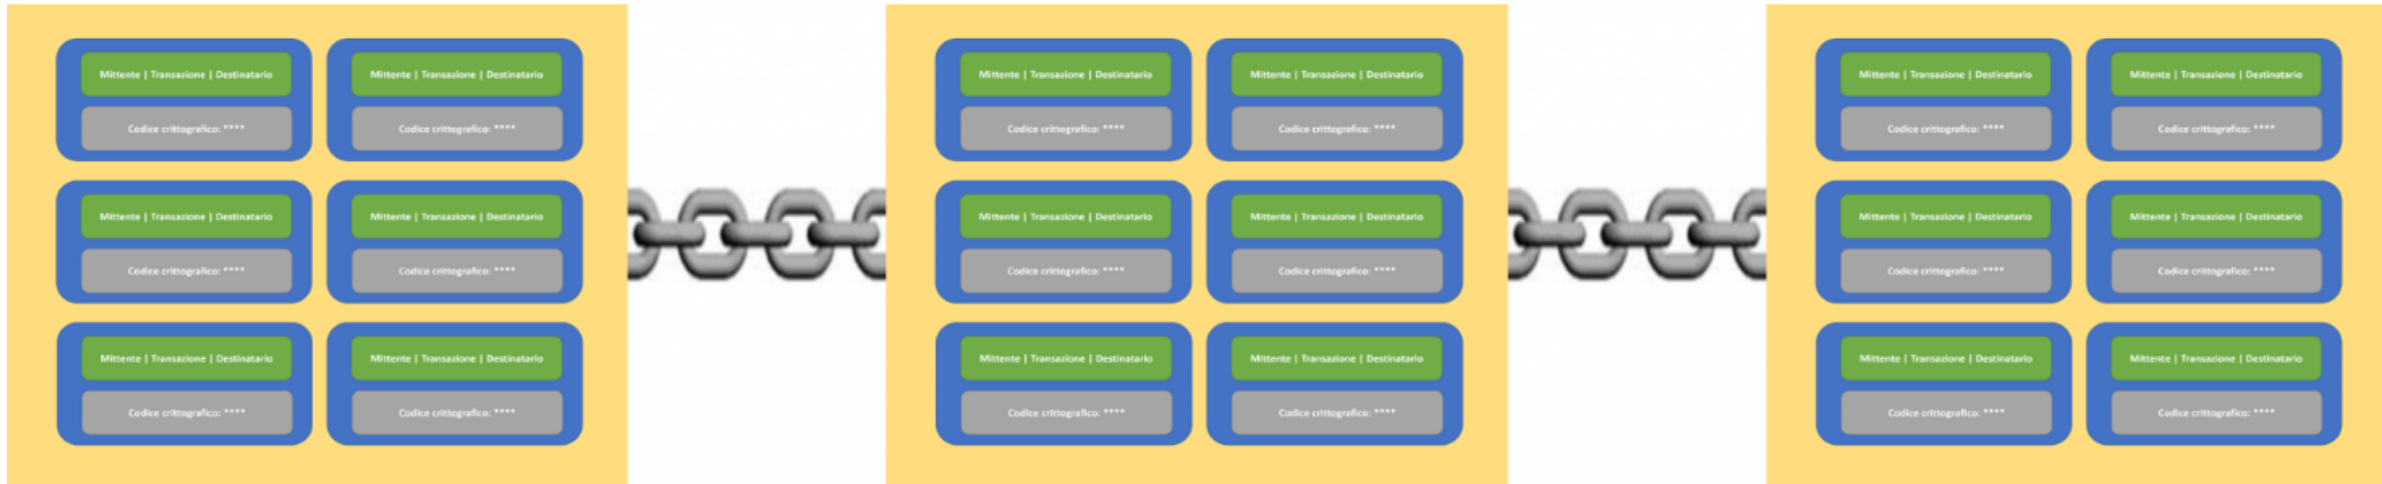 Mittente | Transazione | Destinatario
Codice crittografico: ****
Mittente | Transazione | Destinatario
Codice crittografico: ****
Mittente | Transazione | Destinatario
Codice crittografico: ****
Mittente | Transazione | Destinatario
Codice crittografico: ****
Mittente | Transazione | Destinatario
Codice crittografico: ****
Mittente | Transazione | Destinatario
Codice crittografico: ****
Mittente | Transazione | Destinatario
Codice crittografico: ****
Mittente | Transazione | Destinatario
Codice crittografico: ****
Mittente | Transazione | Destinatario
Codice crittografico: ****
Mittente | Transazione | Destinatario
Codice crittografico: ****
Mittente | Transazione | Destinatario
Codice crittografico: ****
Mittente | Transazione | Destinatario
Codice crittografico: ****
Mittente | Transazione | Destinatario
Codice crittografico: ****
Mittente | Transazione | Destinatario
Codice crittografico: ****
Mittente | Transazione | Destinatario
Codice crittografico: ****
Mittente | Transazione | Destinatario
Codice crittografico: ****
Mittente | Transazione | Destinatario
Codice crittografico: ****
Mittente | Transazione | Destinatario
Codice crittografico: ****